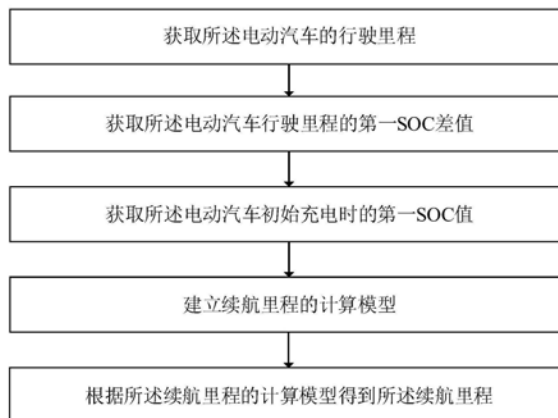 获取所述电动汽车的行驶里程
获取所述电动汽车行驶里程的第一SOC差值
获取所述电动汽车初始充电时的第一SOC值
建立续航里程的计算模型
根据所述续航里程的计算模型得到所述续航里程